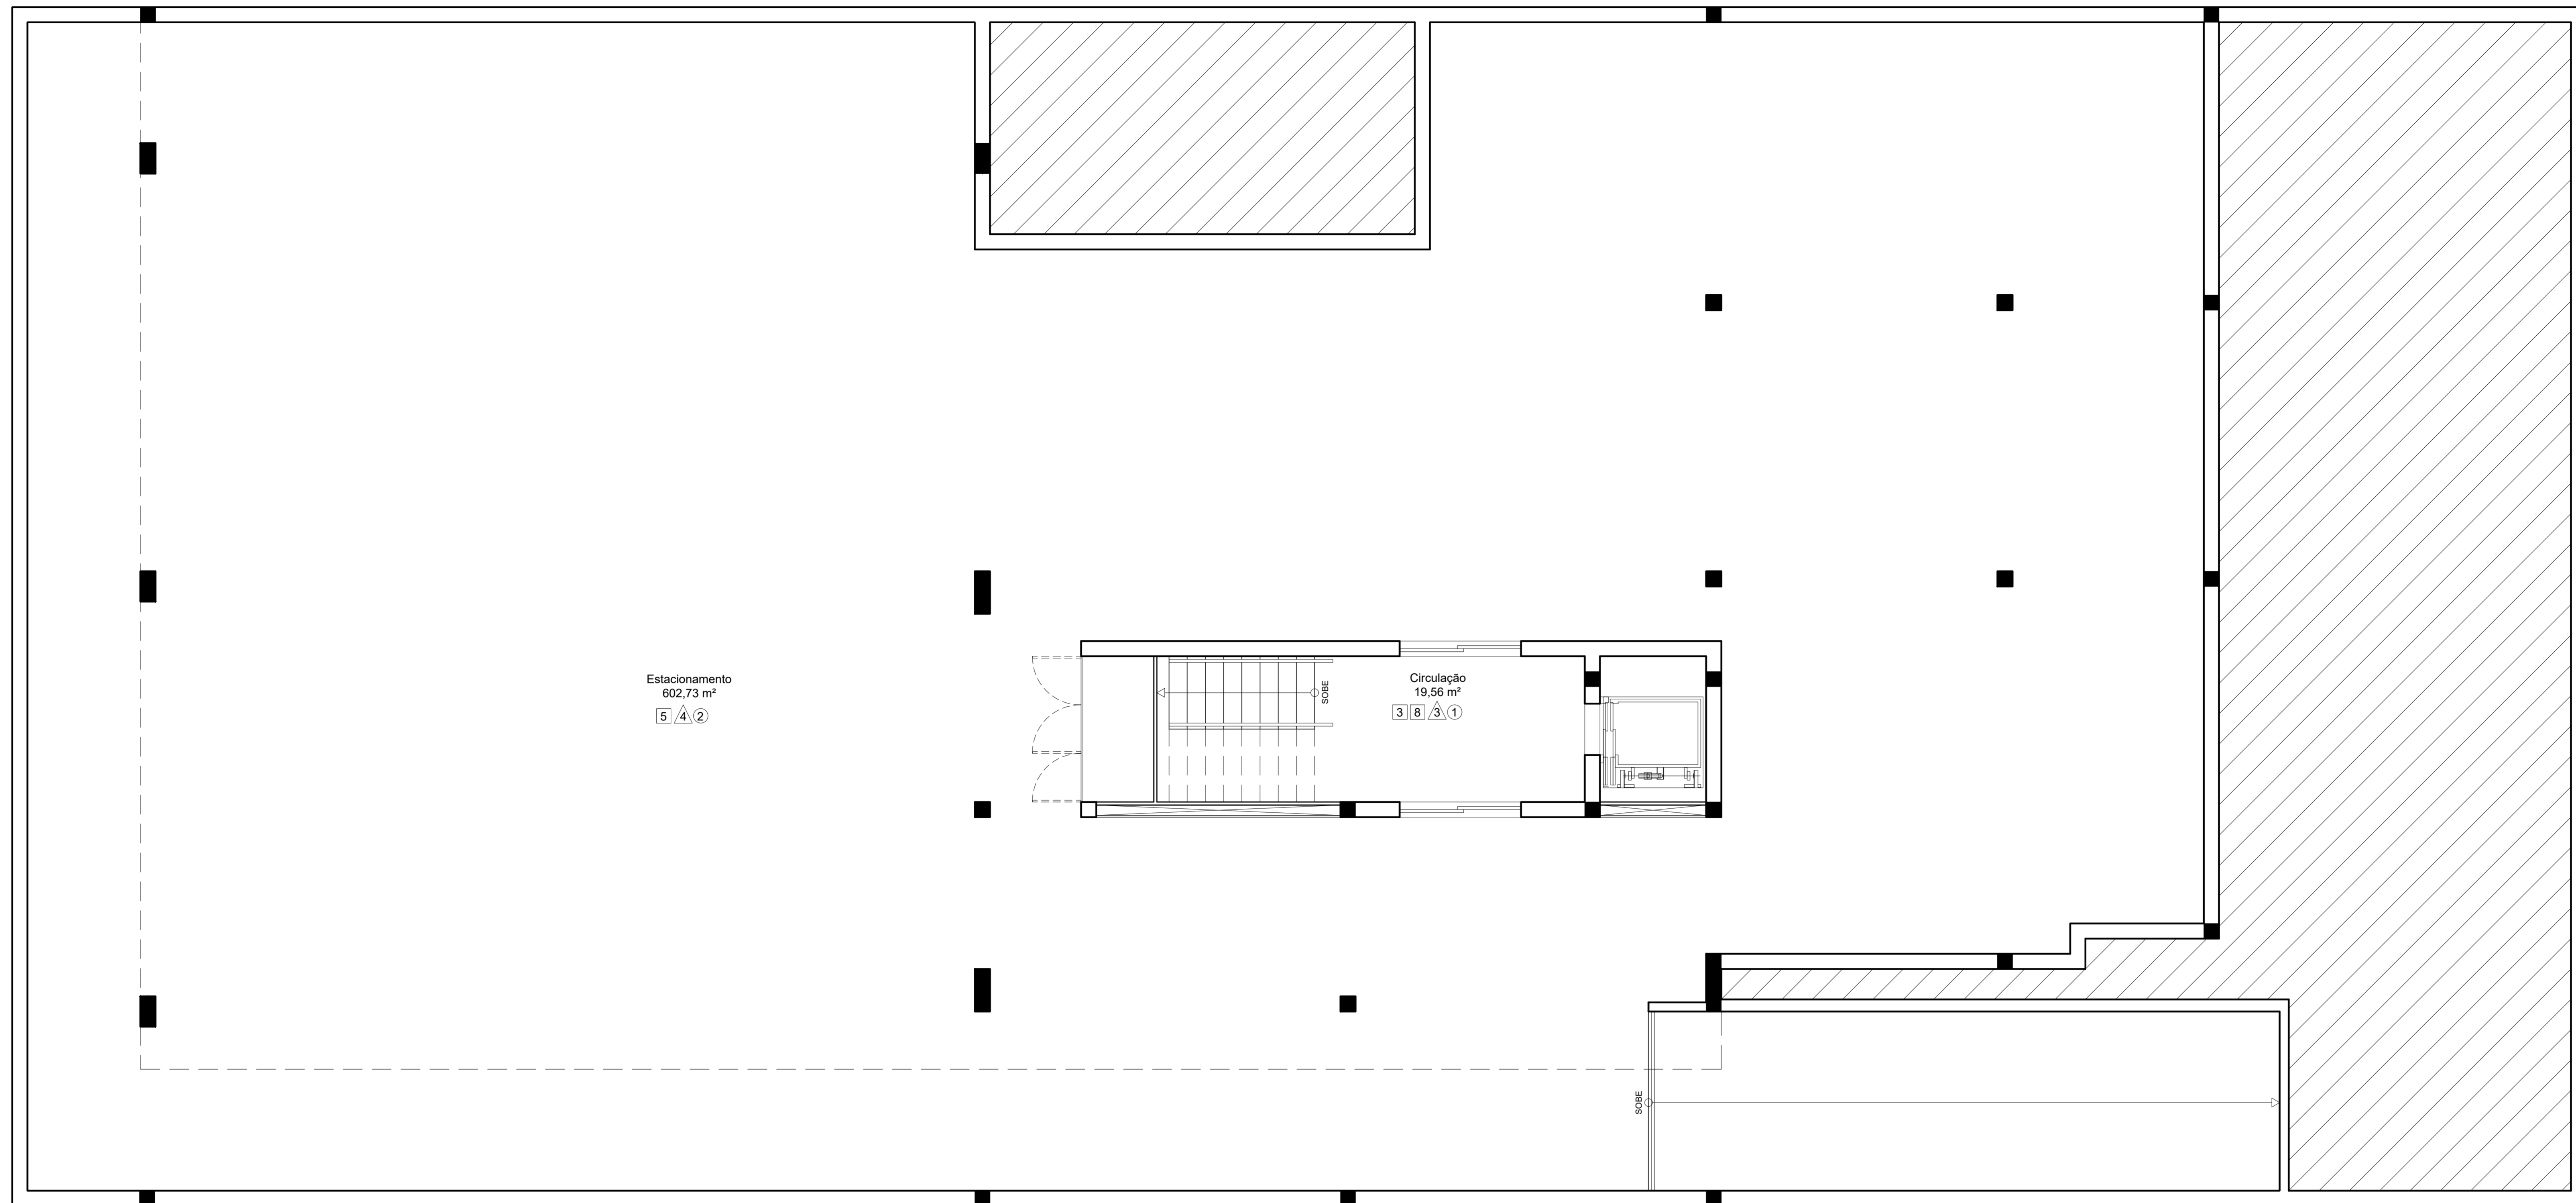 Estacionamento
602,73 m²
5 4 2
SOBE
Circulação
19,56 m²
3 8 3 1
SOBE